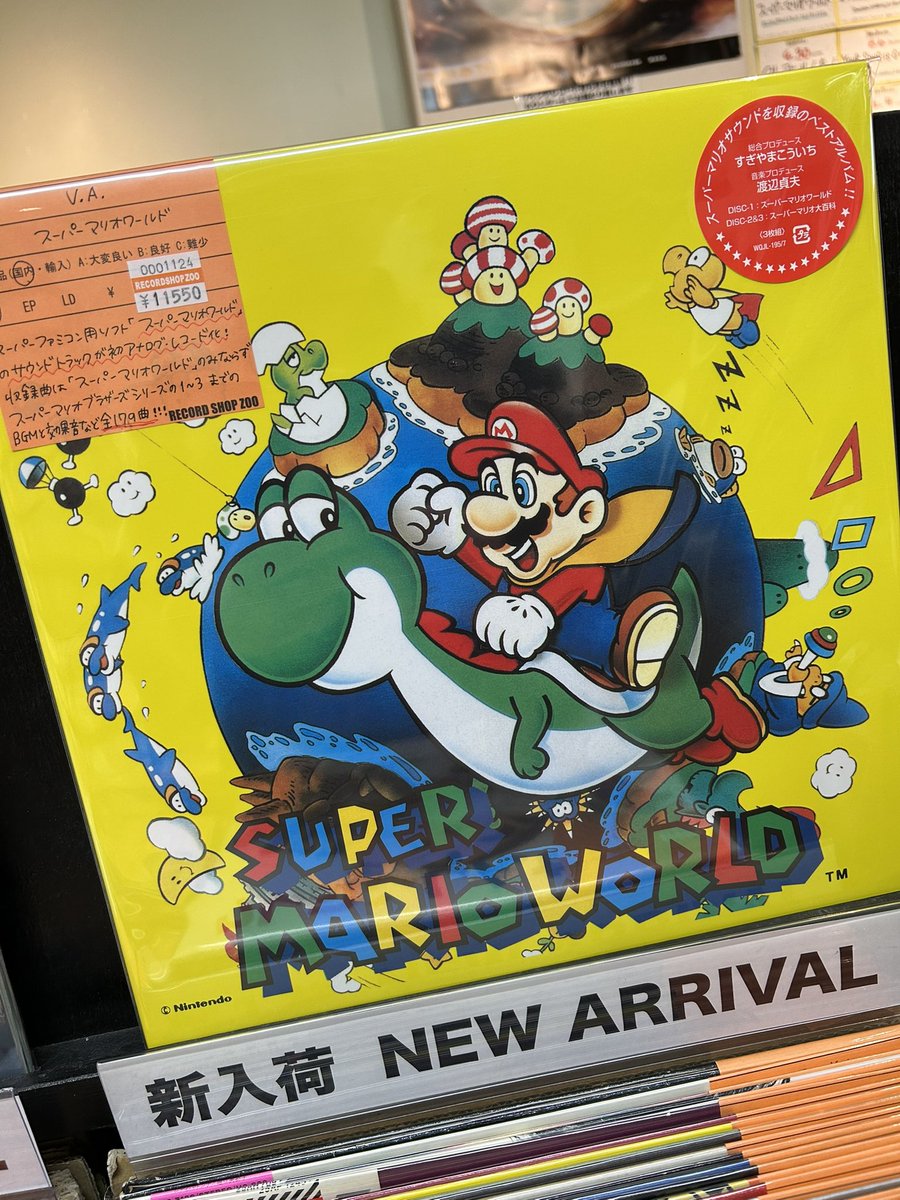 V.A.
スーパーマリオワールド
品 国内・輸入) A:大変良い B:良好 C:難少
0001124
RECORDSHOP ZOO
EP LD ¥
¥11550
スーパーファミコン用ソフト「スーパーマリオワールド」
のサウンドトラックが初アナログ・レコード化!
収録曲は「スーパーマリオワールド」のみならず
スーパーマリオブラザーズシリーズの1~3までの
BGMと効果音など全179曲!!!
RECORD SHOP ZOO
スーパーマリオサウンドを収録のベストアルバム!!
総合プロデュース
すぎやまこういち
音楽プロデュース
渡辺貞夫
DISC-1:スーパーマリオワールド
DISC-2&3:スーパーマリオ大百科
〈3枚組〉
WQJL-195/7
M
Z
Z
Z
Z
SUPER
MARIO WORLD
TM
© Nintendo
新入荷 NEW ARRIVAL